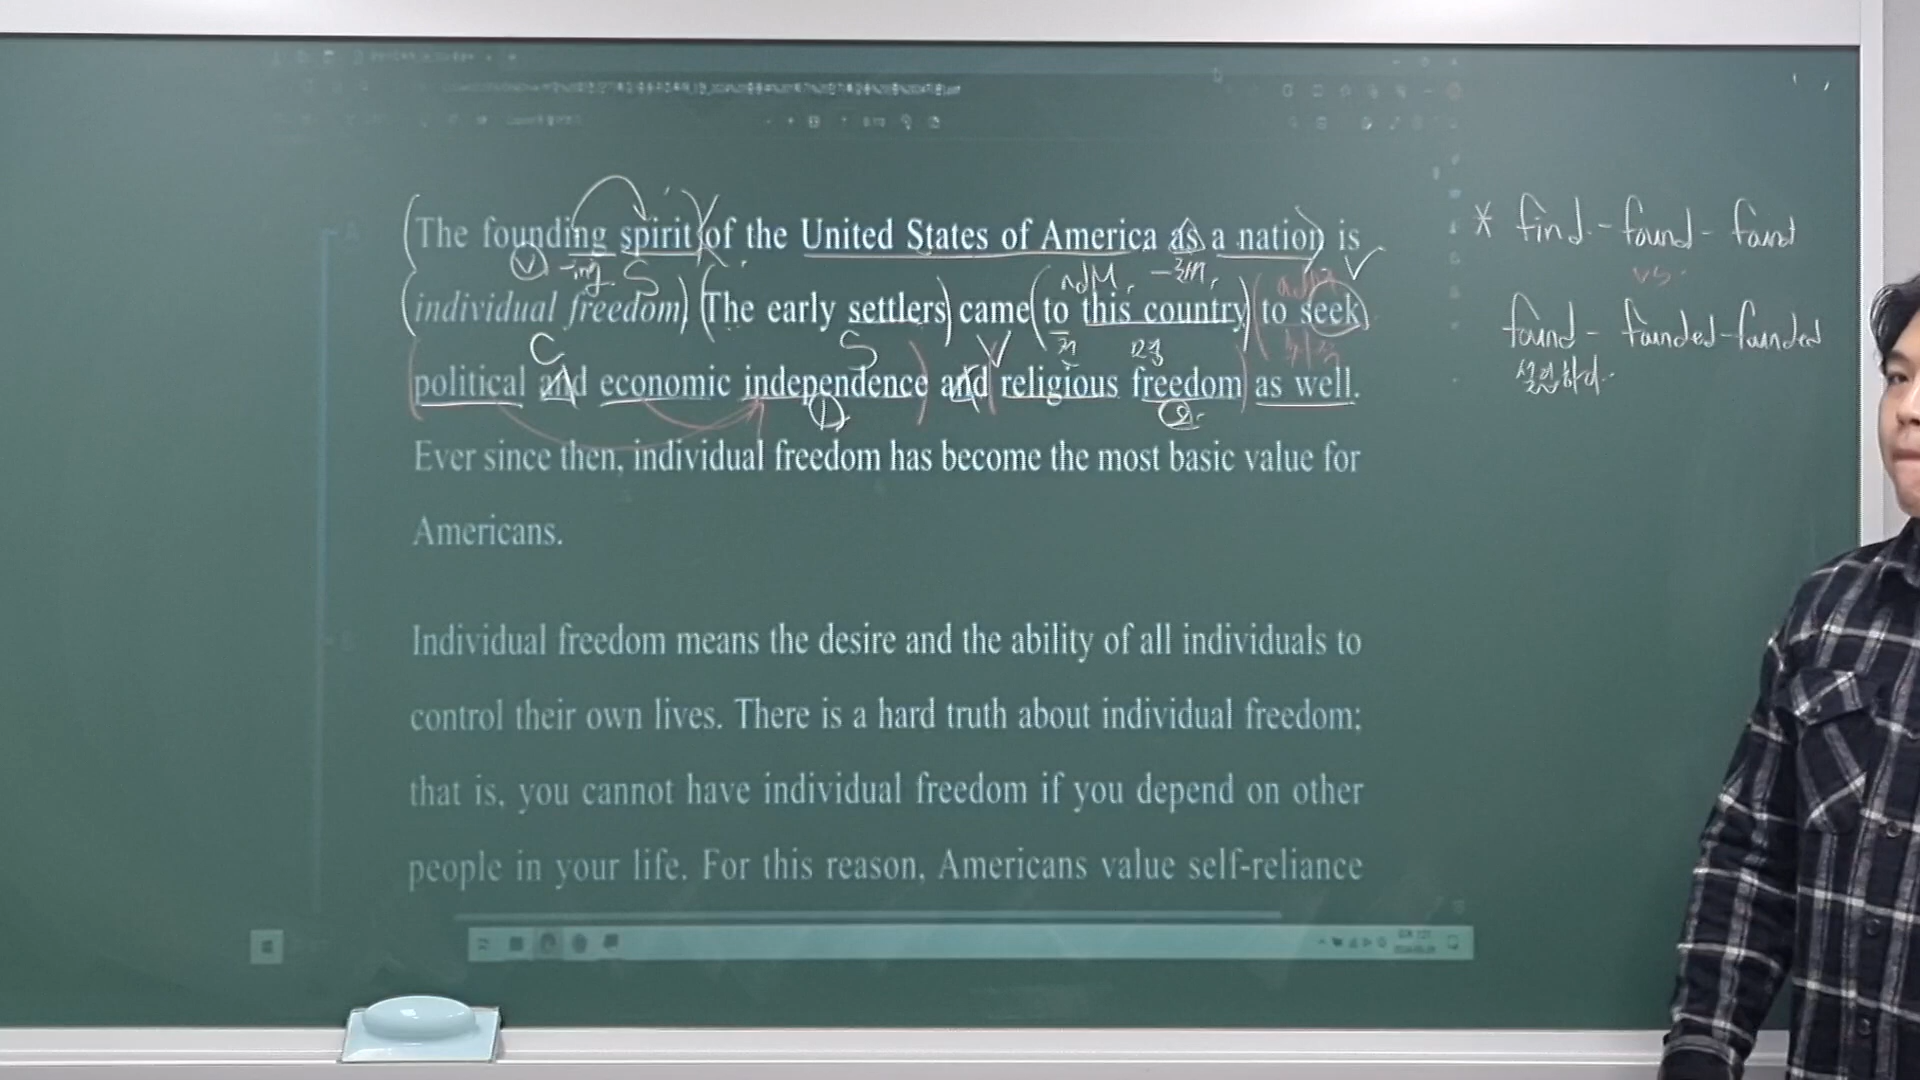 The founding spirit of the United States of America as a nation is
individual freedom. The early settlers came to this country to seek
political and economic independence and religious freedom as well.
Ever since then, individual freedom has become the most basic value for
Americans.
Individual freedom means the desire and the ability of all individuals to
control their own lives. There is a hard truth about individual freedom;
that is, you cannot have individual freedom if you depend on other
people in your life. For this reason, Americans value self-reliance
V
-ing
S
C
S
V
전
①
②
V
* find - found - found
vs.
found - founded - founded
설립하다.